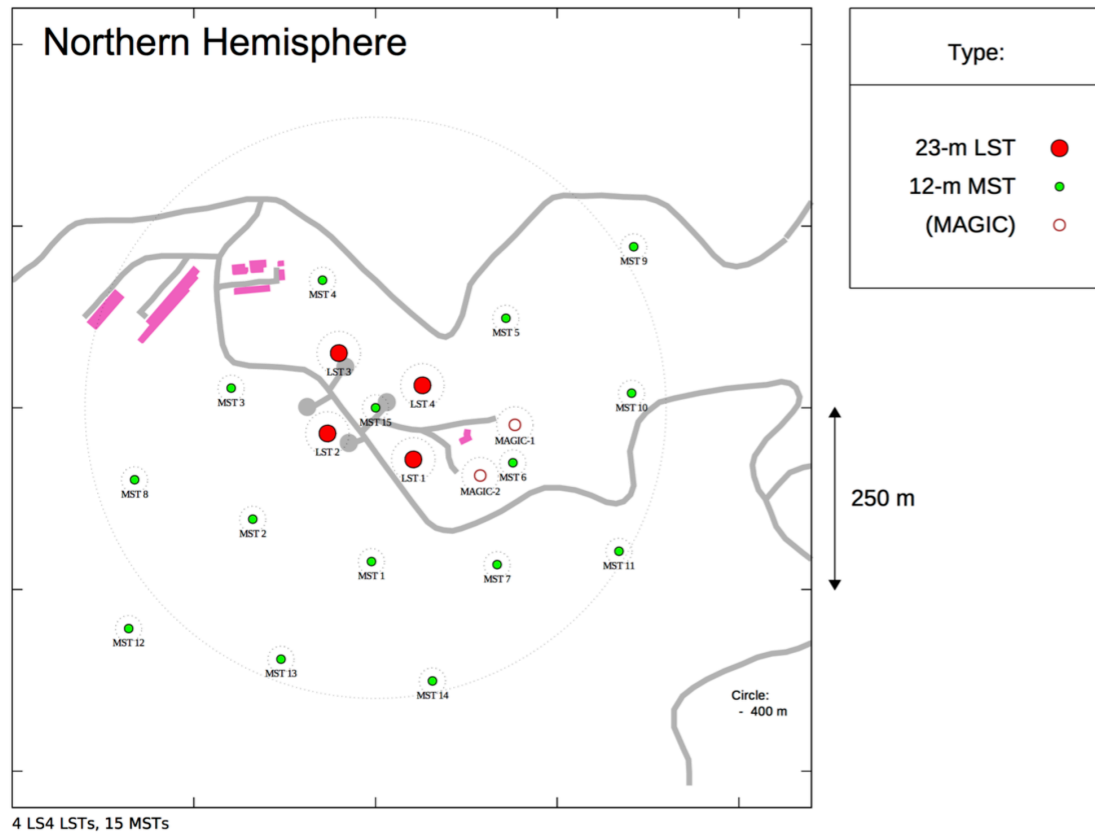 Northern Hemisphere
Type:
23-m LST
12-m MST
(MAGIC)
MST 9
MST 4
MST 5
LST 3
MST 3
LST 4
MST 10
MST 15
MAGIC-1
LST 2
LST 1
MST 6
MAGIC-2
MST 8
250 m
MST 2
MST 1
MST 7
MST 11
MST 12
MST 13
MST 14
Circle:
- 400 m
4 LS4 LSTs, 15 MSTs